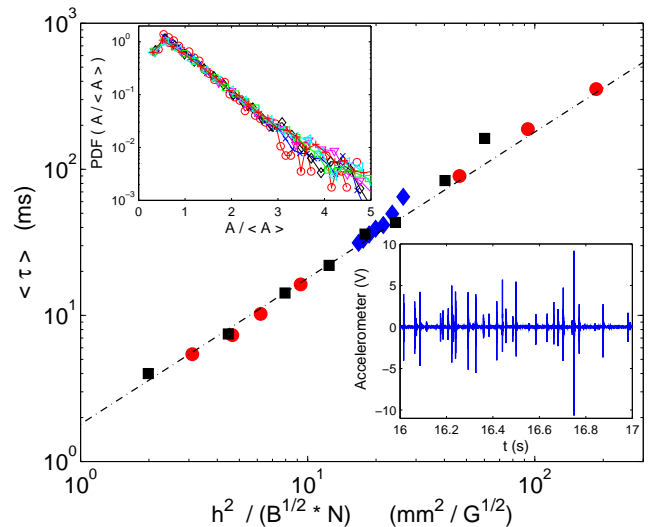 10^3
10^2
10^1
10^0
< τ > (ms)
10^0
10^1
10^2
h^2 / (B^{1/2} * N) (mm^2 / G^{1/2})
10^0
10^{-1}
10^{-2}
10^{-3}
PDF ( A / < A > )
0 1 2 3 4 5
A / < A >
10
5
0
−5
−10
Accelerometer (V)
16 16.2 16.4 16.6 16.8 17
t (s)